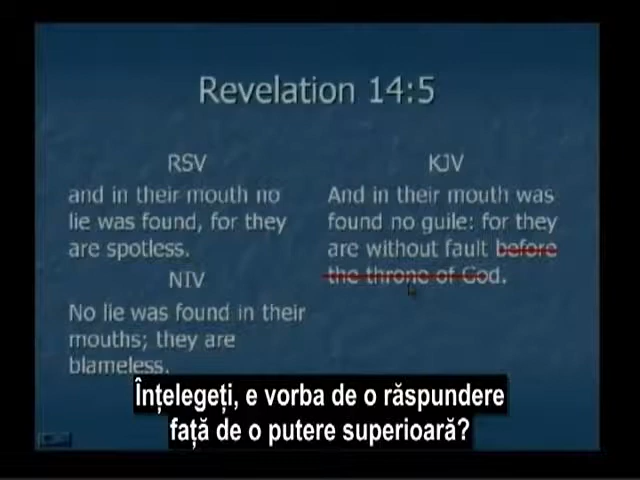 Revelation 14:5
RSV
and in their mouth no
lie was found, for they
are spotless.
NIV
No lie was found in their
mouths; they are
blameless.
KJV
And in their mouth was
found no guile: for they
are without fault before
the throne of God.
Înțelegeți, e vorba de o răspundere
față de o putere superioară?